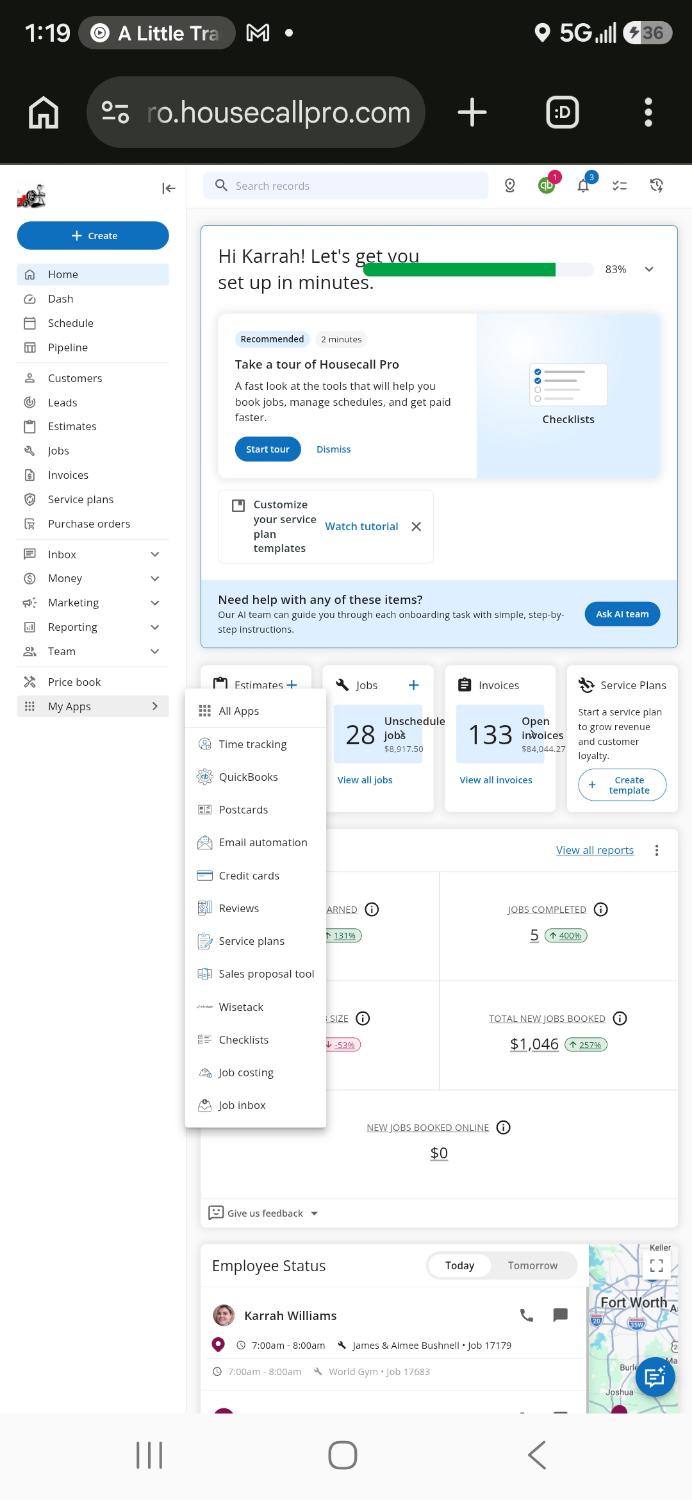 1:19
A Little Tra
5G
36
ro.housecallpro.com
:D
Search records
1
3
qb
+ Create
Home
Dash
Schedule
Pipeline
Customers
Leads
Estimates
Jobs
Invoices
Service plans
Purchase orders
Inbox
Money
Marketing
Reporting
Team
Price book
My Apps
Hi Karrah! Let's get you
set up in minutes.
83%
Recommended
2 minutes
Take a tour of Housecall Pro
A fast look at the tools that will help you
book jobs, manage schedules, and get paid
faster.
Start tour
Dismiss
Checklists
Customize
your service
plan
templates
Watch tutorial
Need help with any of these items?
Our AI team can guide you through each onboarding task with simple, step-by-
step instructions.
Ask AI team
Estimates
Jobs
28
Unschedule
jobs
$8,917.50
View all jobs
Invoices
133
Open
invoices
$84,044.27
View all invoices
Service Plans
Start a service plan
to grow revenue
and customer
loyalty.
+ Create
template
All Apps
Time tracking
QuickBooks
Postcards
Email automation
Credit cards
Reviews
Service plans
Sales proposal tool
Wisetack
Checklists
Job costing
Job inbox
View all reports
ARNED
131%
JOBS COMPLETED
5
400%
SIZE
-53%
TOTAL NEW JOBS BOOKED
$1,046
257%
NEW JOBS BOOKED ONLINE
$0
Give us feedback
Employee Status
Today
Tomorrow
Karrah Williams
7:00am - 8:00am
James & Aimee Bushnell • Job 17179
7:00am - 8:00am
World Gym • Job 17683
Keller
Fort Worth
20
35W
Burle
Joshua